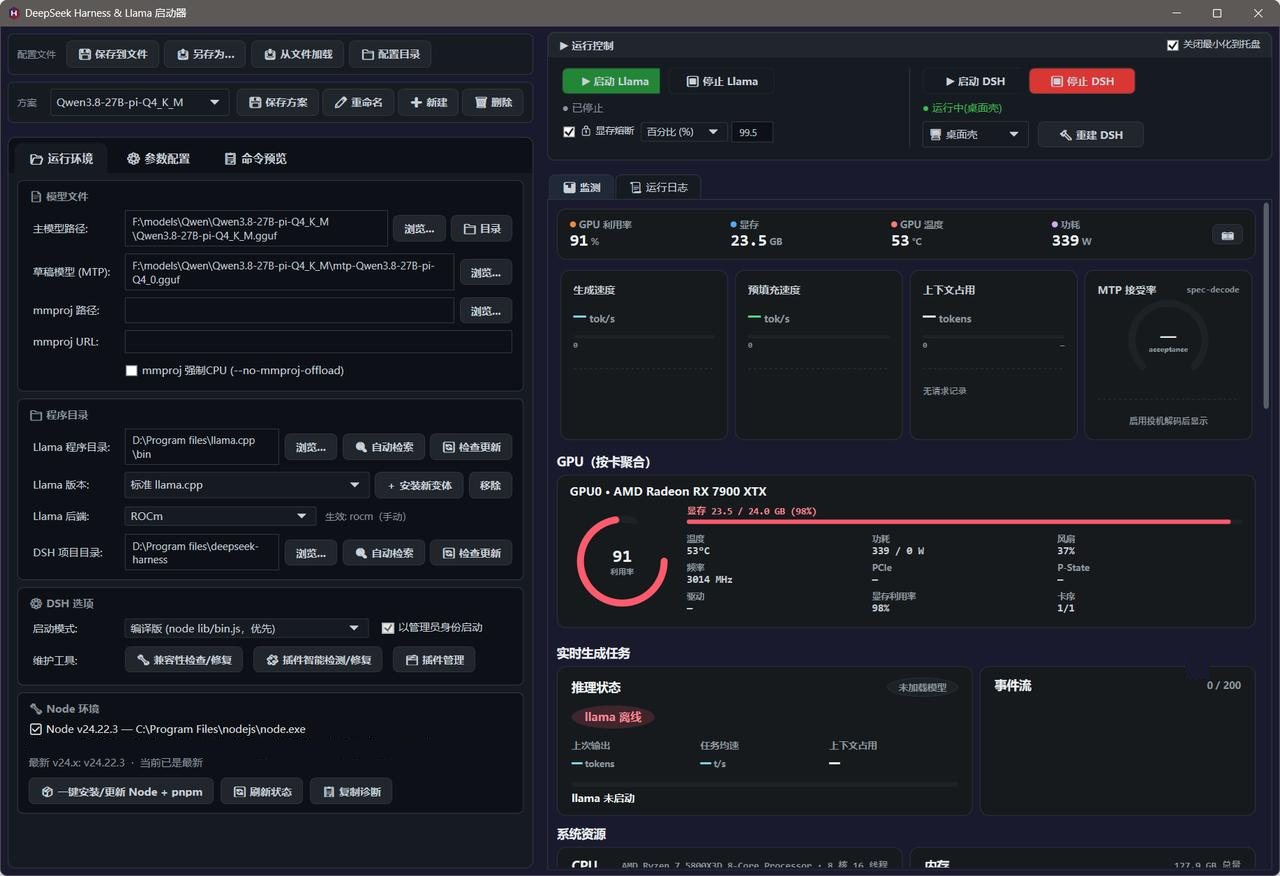 DeepSeek Harness & Llama 启动器
配置文件 保存到文件 另存为... 从文件加载 配置目录
方案 Qwen3.8-27B-pi-Q4_K_M 保存方案 重命名 新建 删除
运行环境 参数配置 命令预览
模型文件
主模型路径: F:\models\Qwen\Qwen3.8-27B-pi-Q4_K_M
\Qwen3.8-27B-pi-Q4_K_M.gguf 浏览... 目录
草稿模型 (MTP): F:\models\Qwen\Qwen3.8-27B-pi-Q4_K_M\mtp-Qwen3.8-27B-pi-
Q4_0.gguf 浏览...
mmproj 路径: 浏览...
mmproj URL:
mmproj 强制CPU (--no-mmproj-offload)
程序目录
Llama 程序目录: D:\Program files\llama.cpp
\bin 浏览... 自动检索 检查更新
Llama 版本: 标准 llama.cpp + 安装新变体 移除
Llama 后端: ROCm 生效: rocm（手动）
DSH 项目目录: D:\Program files\deepseek-
harness 浏览... 自动检索 检查更新
DSH 选项
启动模式: 编译版 (node lib/bin.js，优先) 以管理员身份启动
维护工具: 兼容性检查/修复 插件智能检测/修复 插件管理
Node 环境
Node v24.22.3 — C:\Program Files\nodejs\node.exe
最新 v24.x: v24.22.3 · 当前已是最新
一键安装/更新 Node + pnpm 刷新状态 复制诊断
▶ 运行控制 关闭最小化到托盘
▶ 启动 Llama 停止 Llama ▶ 启动 DSH 停止 DSH
● 已停止 ● 运行中(桌面壳)
显存熔断 百分比 (%) 99.5 桌面壳 重建 DSH
监测 运行日志
GPU 利用率 显存 GPU 温度 功耗
91 % 23.5 GB 53 °C 339 W
生成速度 预填充速度 上下文占用 MTP 接受率 spec-decode
— tok/s — tok/s — tokens —
acceptance
0 0 0 —
无请求记录
启用投机解码后显示
GPU（按卡聚合）
GPU0 • AMD Radeon RX 7900 XTX
显存 23.5 / 24.0 GB (98%)
91
利用率
温度 功耗 风扇
53°C 339 / 0 W 37%
频率 PCIe P-State
3014 MHz — —
驱动 显存利用率 卡序
— 98% 1/1
实时生成任务
推理状态 未加载模型 事件流 0 / 200
llama 离线
上次输出 任务均速 上下文占用
— tokens — t/s —
llama 未启动
系统资源
CPU AMD Ryzen 7 5800X3D 8-Core Processor · 8 核 16 线程 内存 127.9 GB 总量